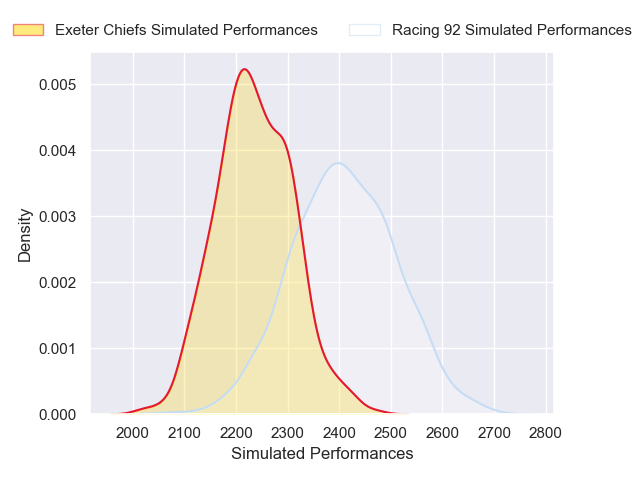 Exeter Chiefs Simulated Performances Racing 92 Simulated Performances
0.005
0.004
0.003
0.002
0.001
0.000
Density
2000 2100 2200 2300 2400 2500 2600 2700 2800
Simulated Performances